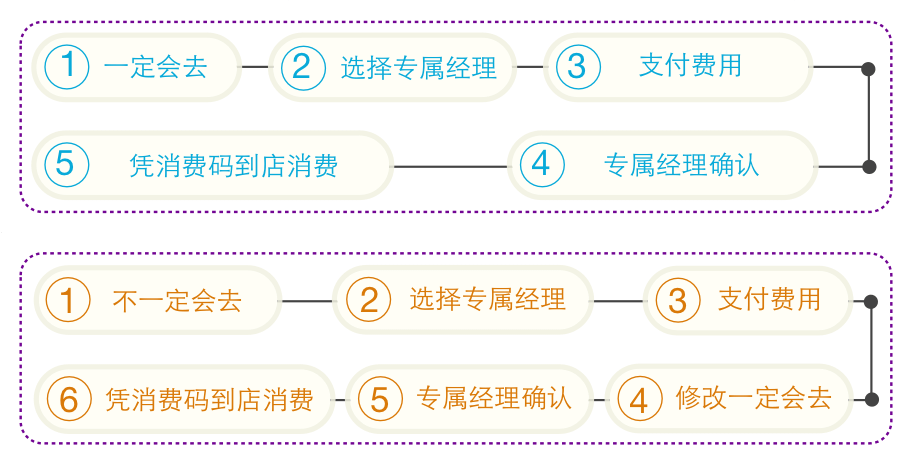 ① 一定会去 ② 选择专属经理 ③ 支付费用
④ 专属经理确认 ⑤ 凭消费码到店消费
① 不一定会去 ② 选择专属经理 ③ 支付费用
④ 修改一定会去 ⑤ 专属经理确认 ⑥ 凭消费码到店消费